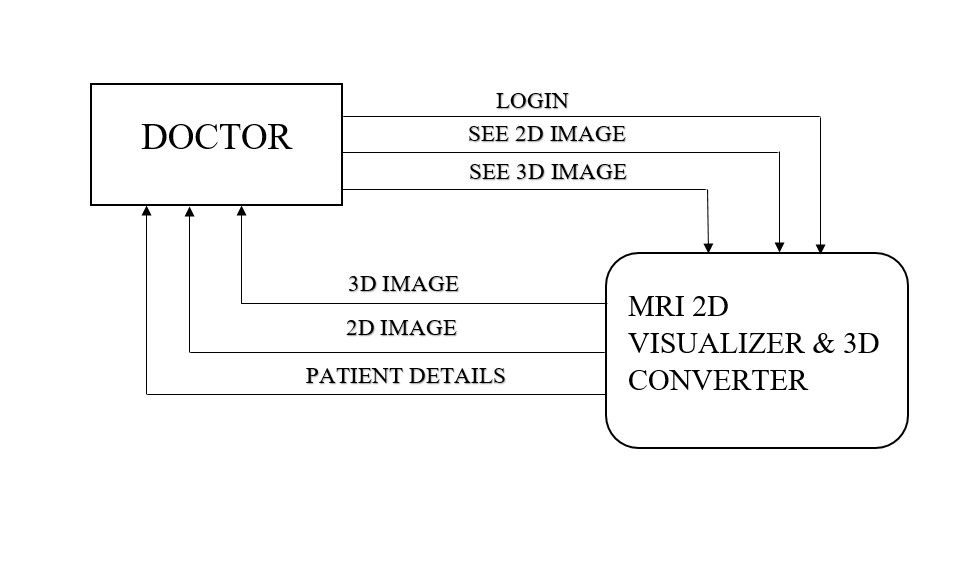 LOGIN
DOCTOR
SEE 2D IMAGE
SEE 3D IMAGE
3D IMAGE
2D IMAGE
PATIENT DETAILS
MRI 2D
VISUALIZER & 3D
CONVERTER